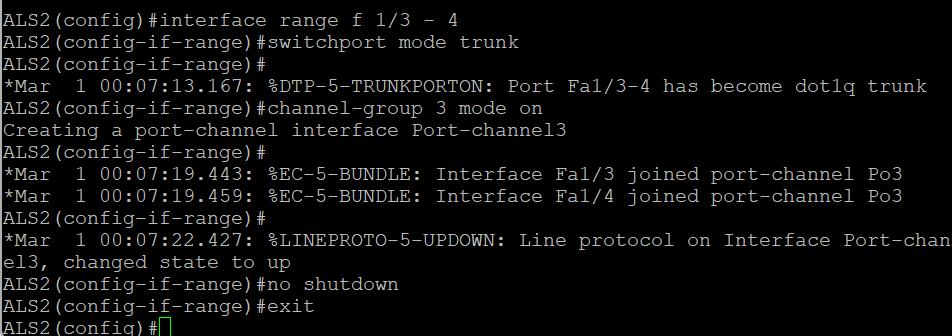 ALS2(config)#interface range f 1/3 - 4
ALS2(config-if-range)#switchport mode trunk
ALS2(config-if-range)#
*Mar  1 00:07:13.167: %DTP-5-TRUNKPORTON: Port Fa1/3-4 has become dot1q trunk
ALS2(config-if-range)#channel-group 3 mode on
Creating a port-channel interface Port-channel3
ALS2(config-if-range)#
*Mar  1 00:07:19.443: %EC-5-BUNDLE: Interface Fa1/3 joined port-channel Po3
*Mar  1 00:07:19.459: %EC-5-BUNDLE: Interface Fa1/4 joined port-channel Po3
ALS2(config-if-range)#
*Mar  1 00:07:22.427: %LINEPROTO-5-UPDOWN: Line protocol on Interface Port-chan
el3, changed state to up
ALS2(config-if-range)#no shutdown
ALS2(config-if-range)#exit
ALS2(config)#